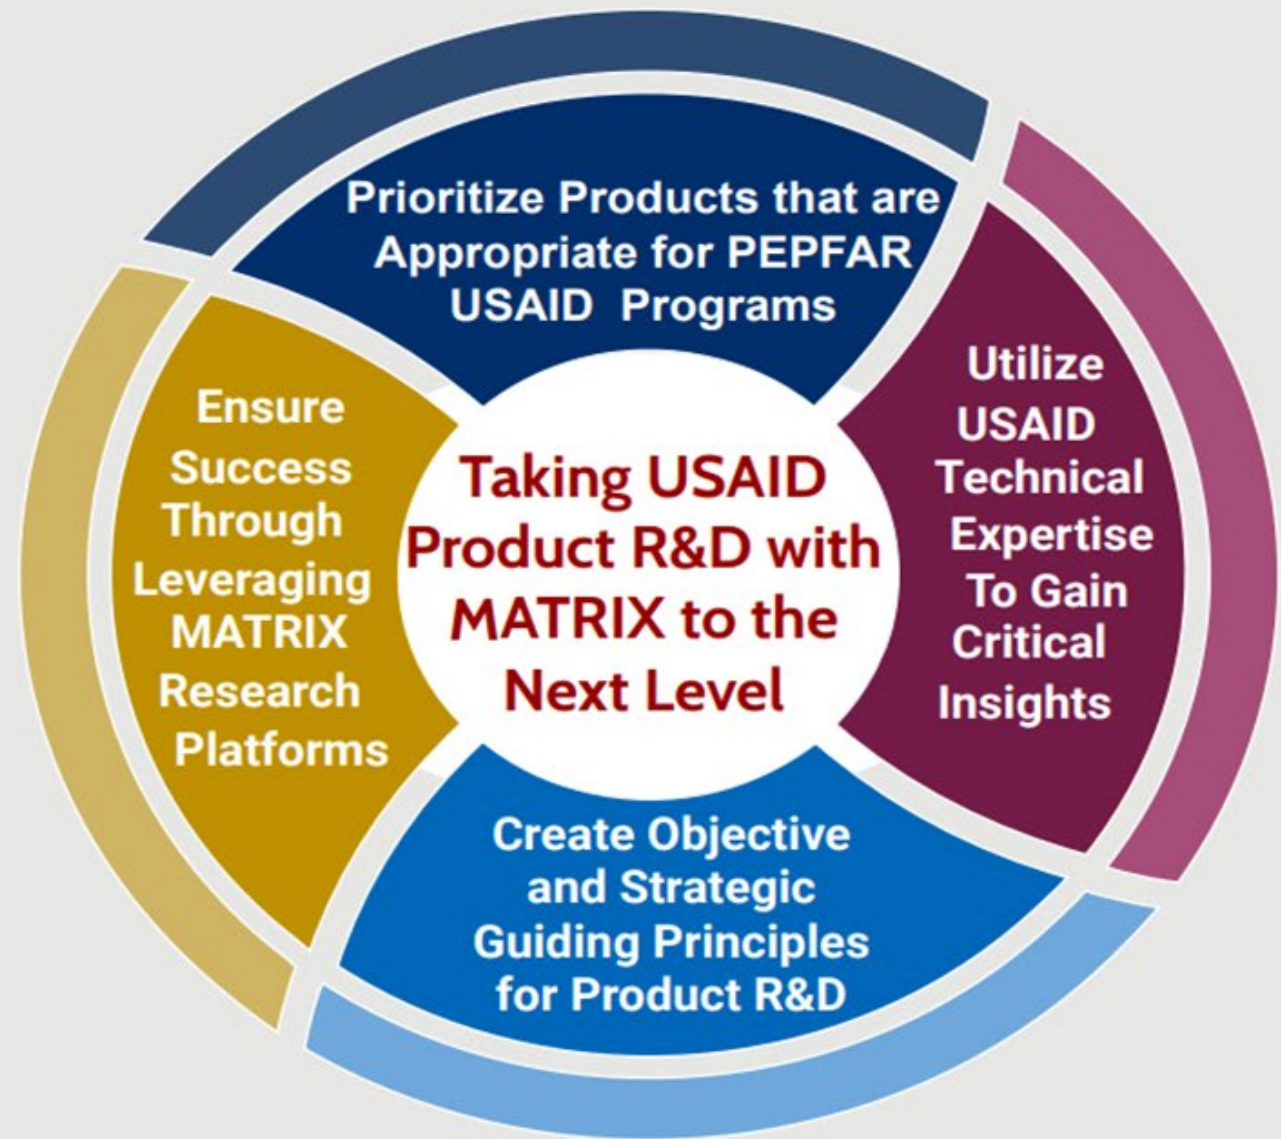 Prioritize Products that are
Appropriate for PEPFAR
USAID Programs
Utilize
USAID
Technical
Expertise
To Gain
Critical
Insights
Create Objective
and Strategic
Guiding Principles
for Product R&D
Ensure
Success
Through
Leveraging
MATRIX
Research
Platforms
Taking USAID
Product R&D with
MATRIX to the
Next Level